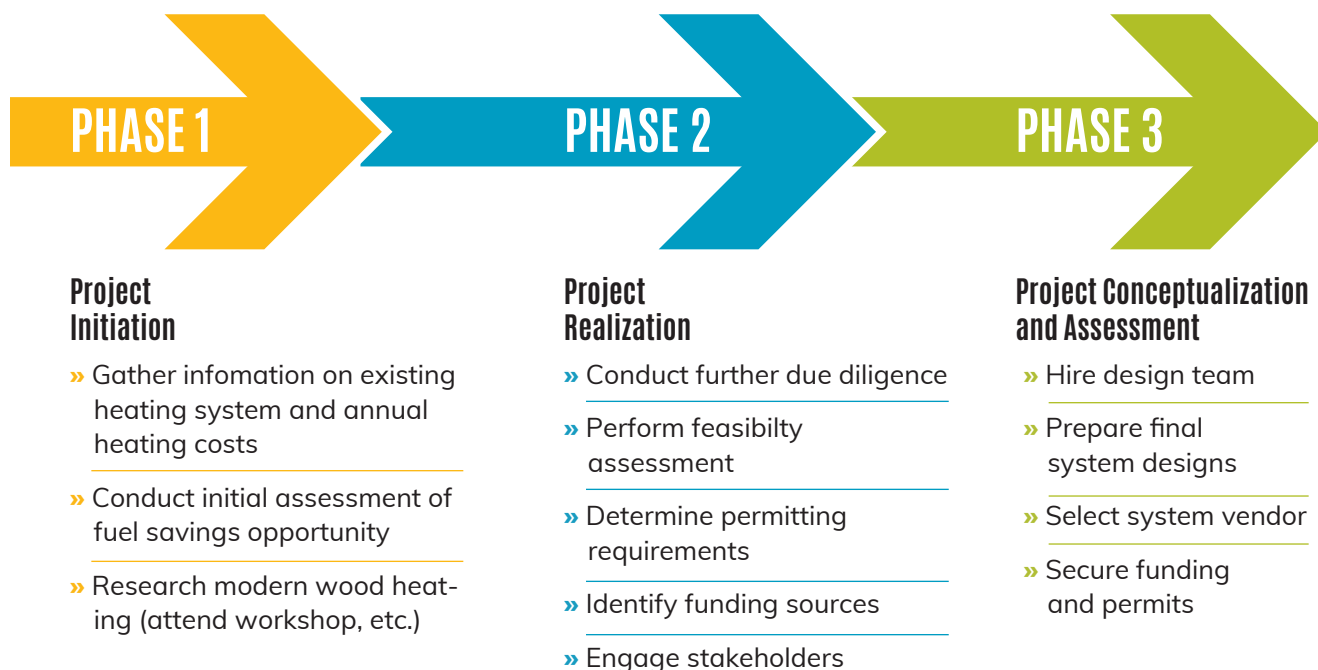 PHASE 1
PHASE 2
PHASE 3
Project
Initiation
» Gather infomation on existing
heating system and annual
heating costs
» Conduct initial assessment of
fuel savings opportunity
» Research modern wood heat-
ing (attend workshop, etc.)
Project
Realization
» Conduct further due diligence
» Perform feasibilty
assessment
» Determine permitting
requirements
» Identify funding sources
» Engage stakeholders
Project Conceptualization
and Assessment
» Hire design team
» Prepare final
system designs
» Select system vendor
» Secure funding
and permits